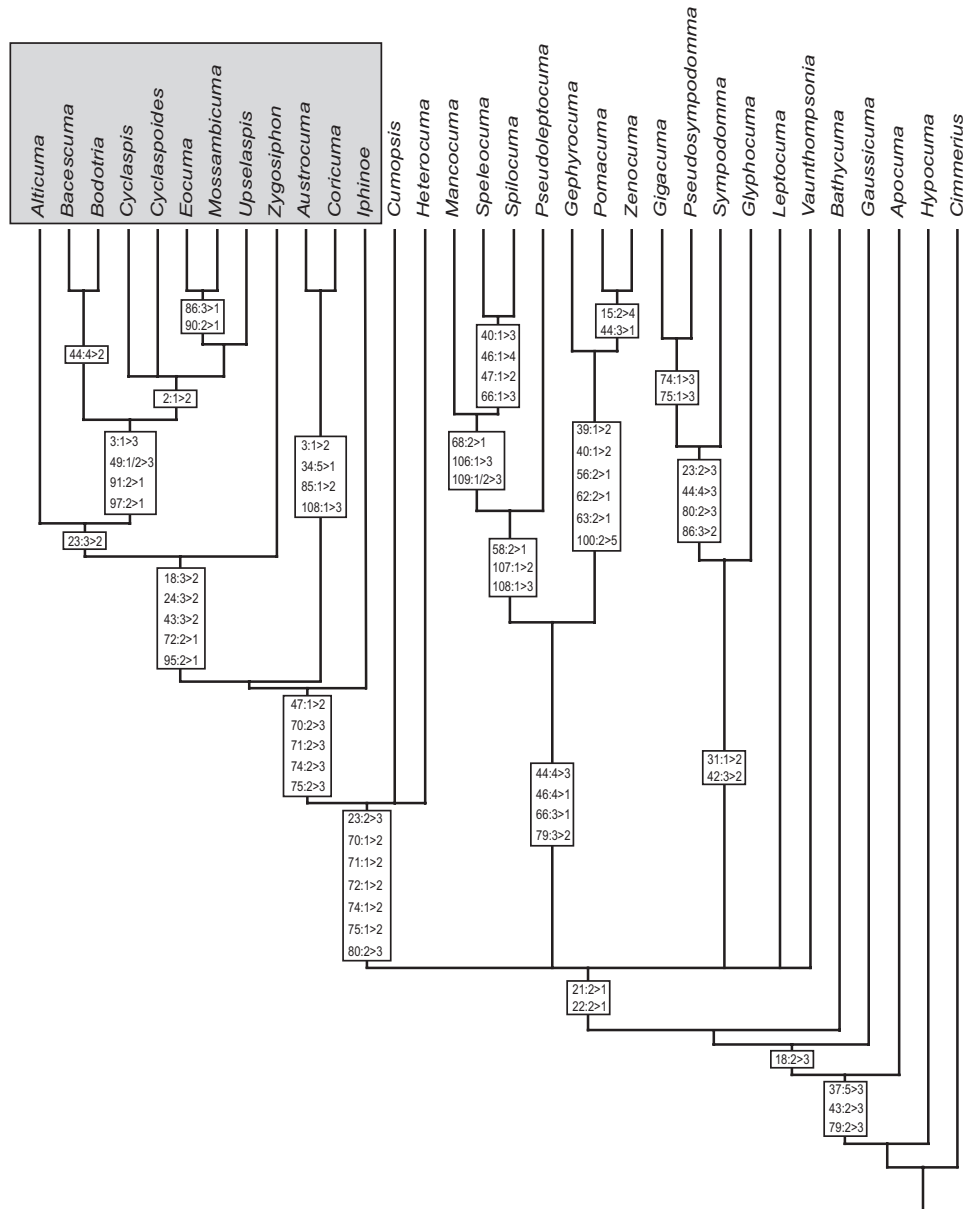 Alticuma
Bacescuma
Bodotria
Cyclaspis
Cyclaspoides
Eocuma
Mossambicuma
Upselaspis
Zygosiphon
Austrocuma
Coricuma
Iphinoe
Cumopsis
Heterocuma
Mancocuma
Speleocuma
Spilocuma
Pseudoleptocuma
Gephyrocuma
Pomacuma
Zenocuma
Gigacuma
Pseudosympodomma
Sympodomma
Glyphocuma
Leptocuma
Vaunthompsonia
Bathycuma
Gaussicuma
Apocuma
Hypocuma
Cimmerius
86:3>1
90:2>1
44:4>2
2:1>2
3:1>3
49:1/2>3
91:2>1
97:2>1
23:3>2
18:3>2
24:3>2
43:3>2
72:2>1
95:2>1
3:1>2
34:5>1
85:1>2
108:1>3
47:1>2
70:2>3
71:2>3
74:2>3
75:2>3
23:2>3
70:1>2
71:1>2
72:1>2
74:1>2
75:1>2
80:2>3
40:1>3
46:1>4
47:1>2
66:1>3
68:2>1
106:1>3
109:1/2>3
58:2>1
107:1>2
108:1>3
15:2>4
44:3>1
39:1>2
40:1>2
56:2>1
62:2>1
63:2>1
100:2>5
44:4>3
46:4>1
66:3>1
79:3>2
74:1>3
75:1>3
23:2>3
44:4>3
80:2>3
86:3>2
31:1>2
42:3>2
21:2>1
22:2>1
18:2>3
37:5>3
43:2>3
79:2>3